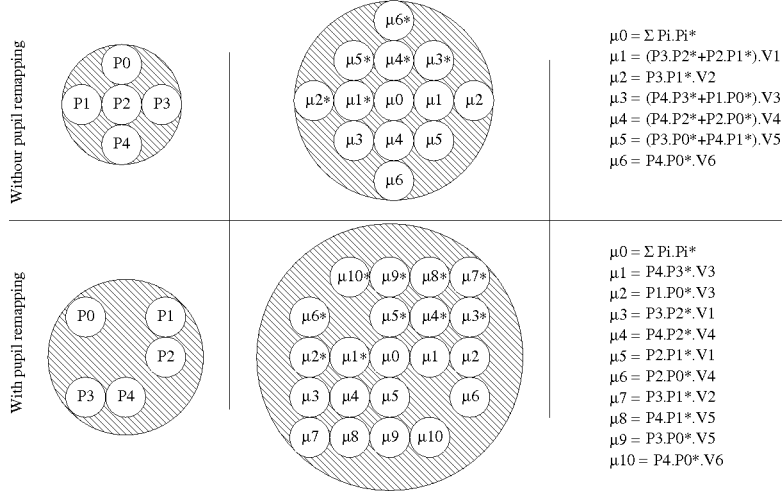 Withour pupil remapping
P0
P1 P2 P3
P4
μ6*
μ5* μ4* μ3*
μ2* μ1* μ0 μ1 μ2
μ3 μ4 μ5
μ6
μ0 = Σ Pi.Pi*
μ1 = (P3.P2*+P2.P1*).V1
μ2 = P3.P1*.V2
μ3 = (P4.P3*+P1.P0*).V3
μ4 = (P4.P2*+P2.P0*).V4
μ5 = (P3.P0*+P4.P1*).V5
μ6 = P4.P0*.V6
With pupil remapping
P0 P1
P2
P3 P4
μ10* μ9* μ8* μ7*
μ6* μ5* μ4* μ3*
μ2* μ1* μ0 μ1 μ2
μ3 μ4 μ5 μ6
μ7 μ8 μ9 μ10
μ0 = Σ Pi.Pi*
μ1 = P4.P3*.V3
μ2 = P1.P0*.V3
μ3 = P3.P2*.V1
μ4 = P4.P2*.V4
μ5 = P2.P1*.V1
μ6 = P2.P0*.V4
μ7 = P3.P1*.V2
μ8 = P4.P1*.V5
μ9 = P3.P0*.V5
μ10 = P4.P0*.V6